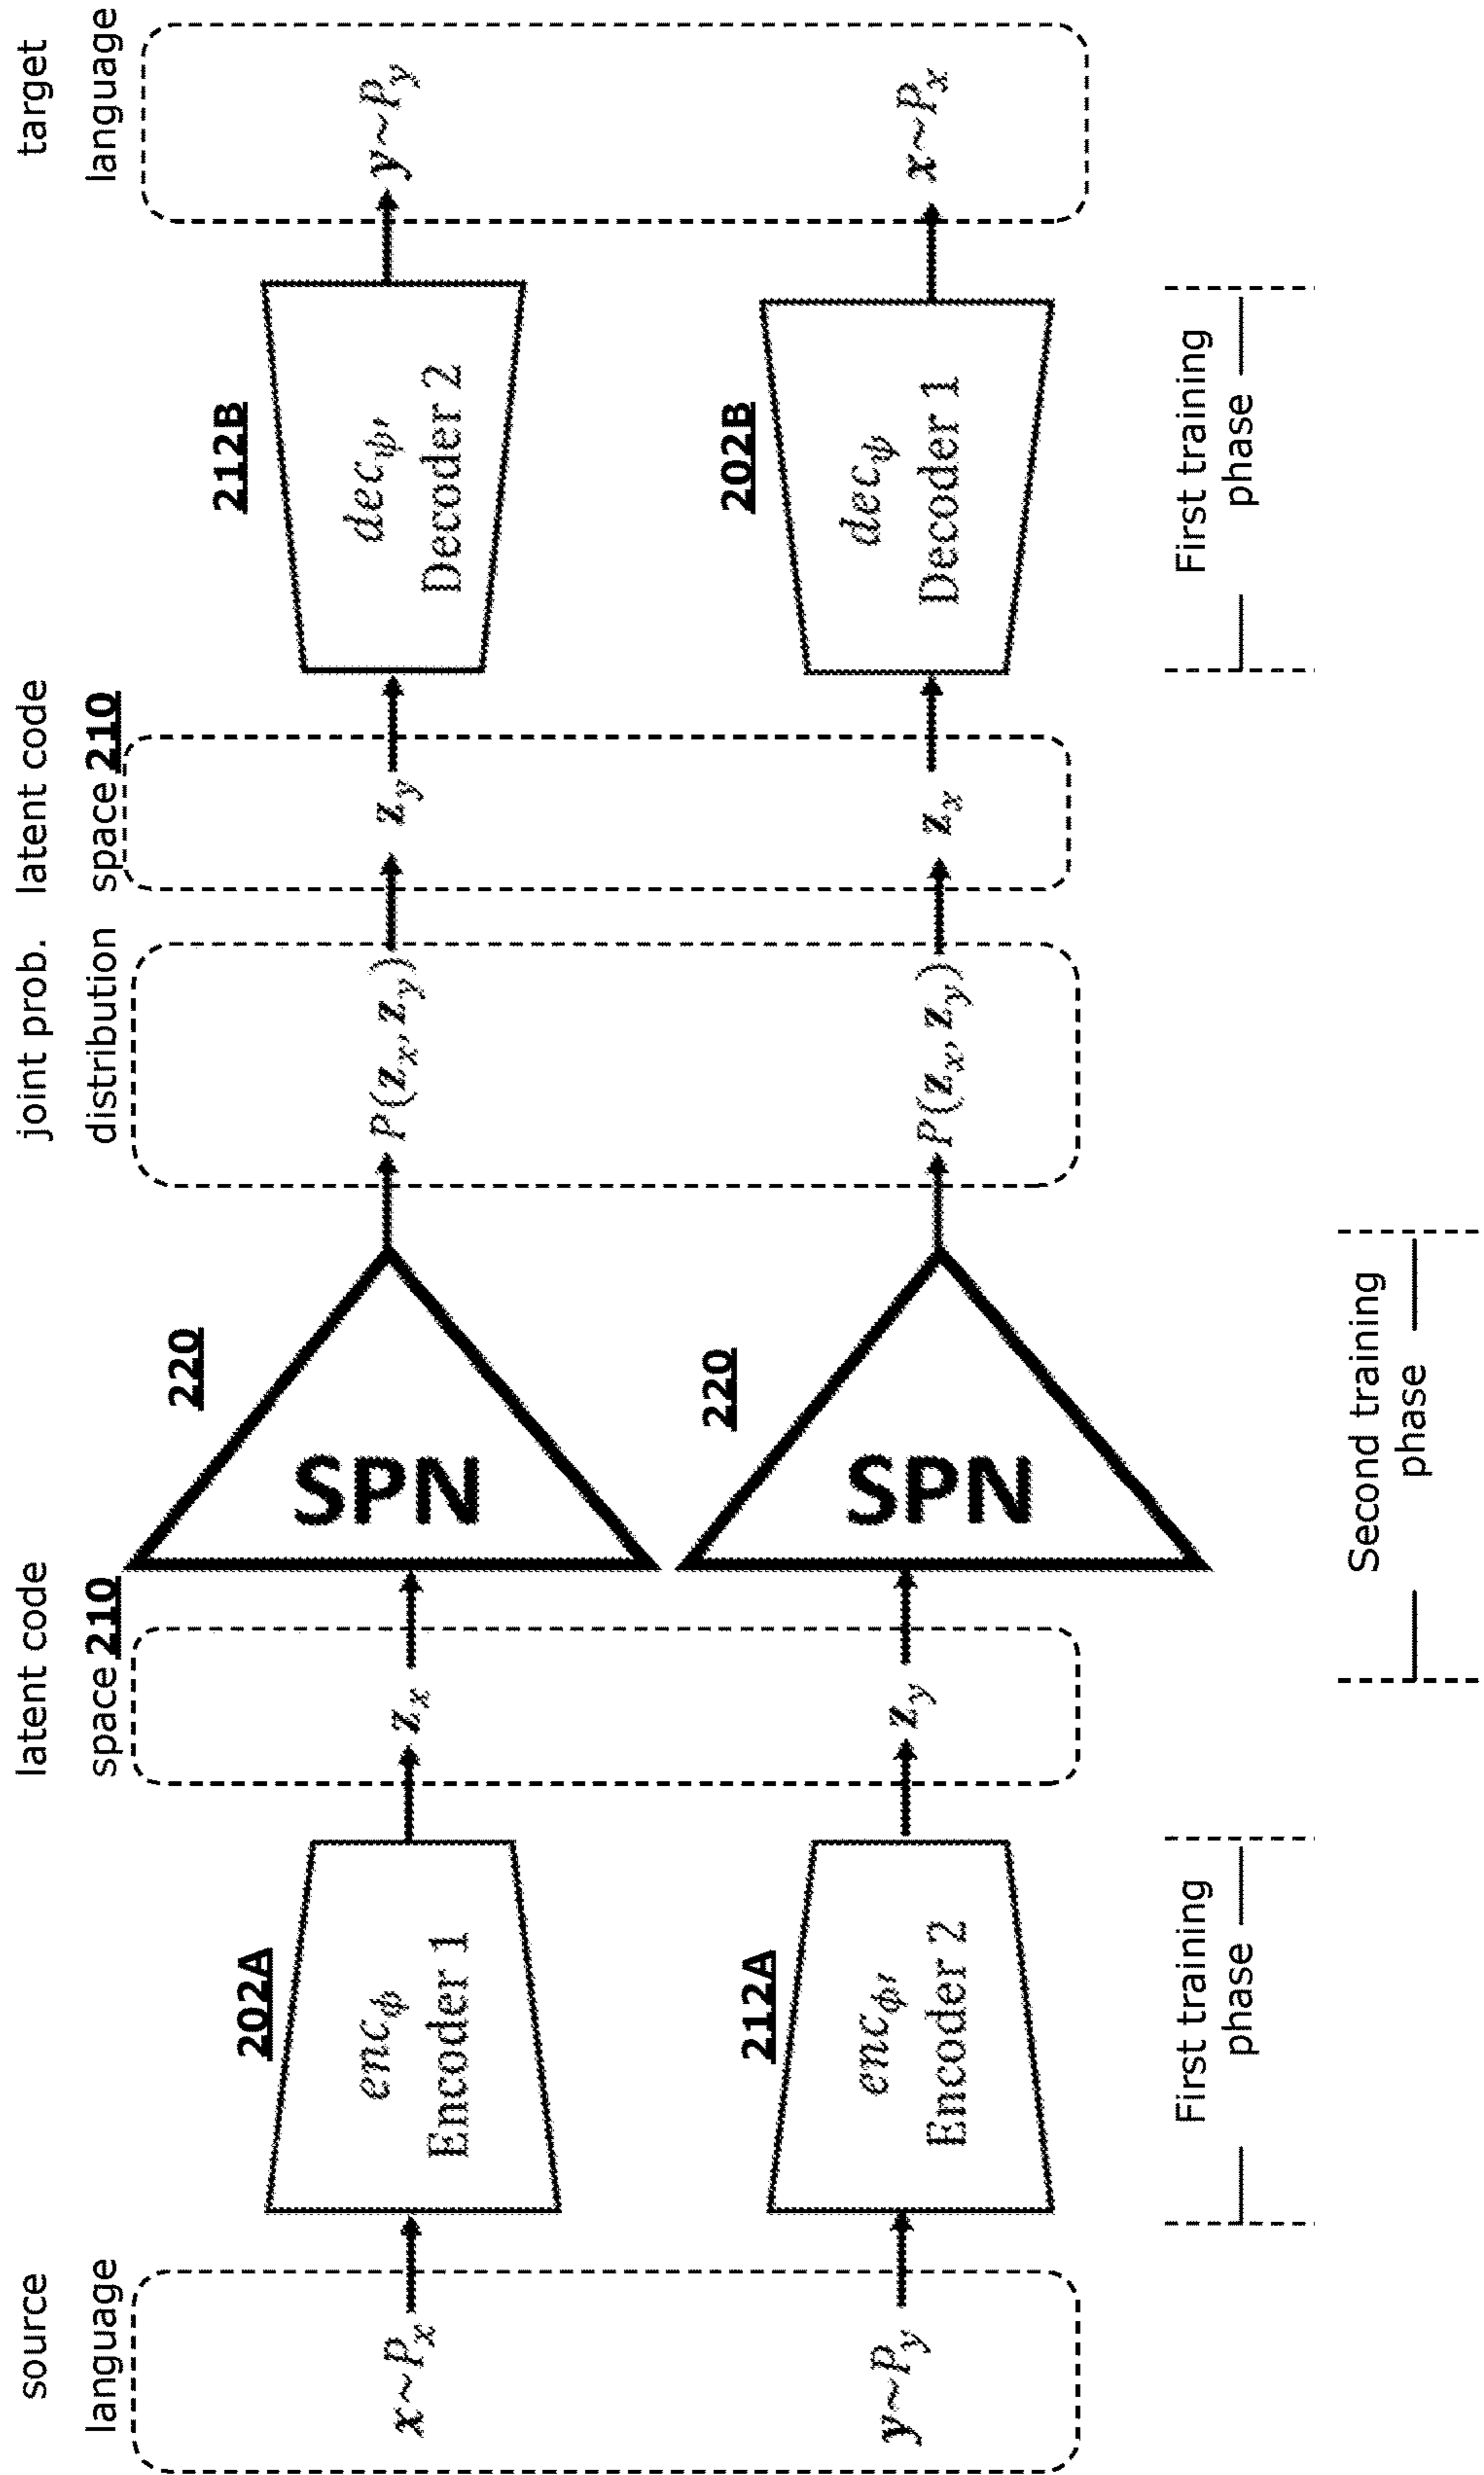 source
language
latent code
space 210
joint prob.
distribution
latent code
space 210
target
language
x~Pₓ
202A
enc_ϕ
Encoder 1
z_x
220
SPN
P(z_x, z_y)
z_y
212B
dec_ψ′
Decoder 2
y~P_y
y~P_y
212A
enc_ϕ′
Encoder 2
z_y
220
SPN
P(z_x, z_y)
z_x
202B
dec_ψ
Decoder 1
x~Pₓ
First training
phase
Second training
phase
First training
phase